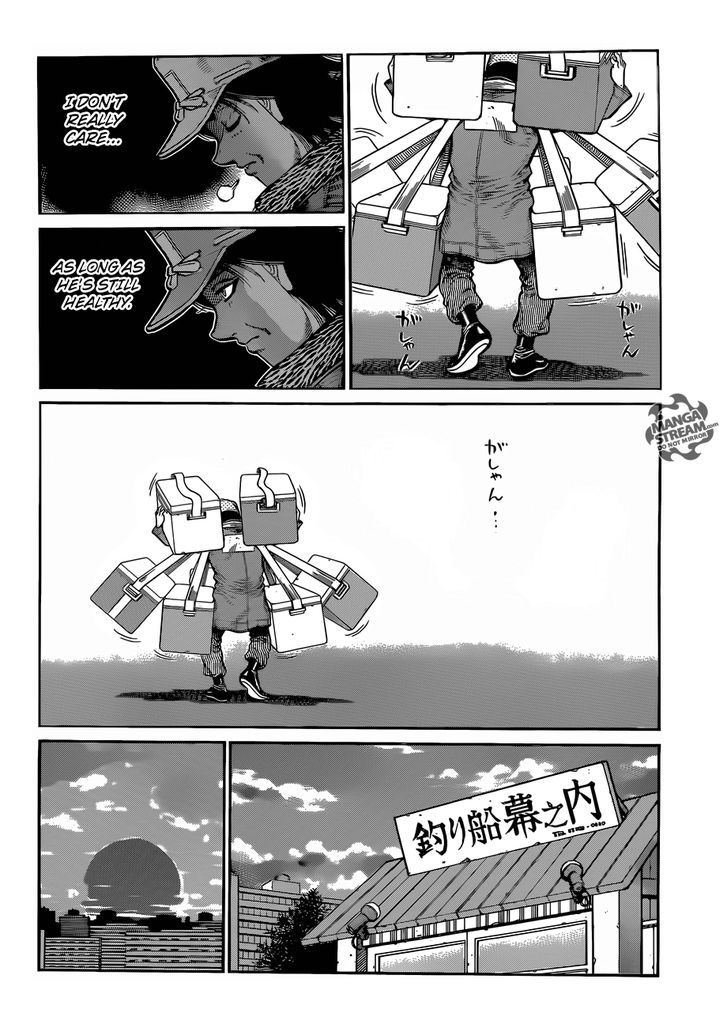 I DON'T
REALLY
CARE...
AS LONG AS
HE'S STILL
HEALTHY.
がしゃん
がしゃん
がしゃん…
MANGA
STREAM.com
DO NOT MIRROR
釣り船 幕之内